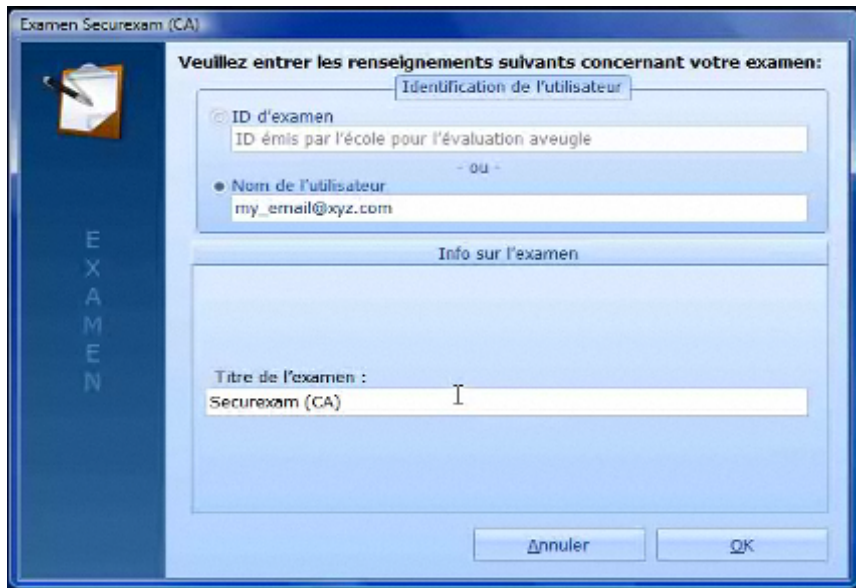 Examen Securexam (CA)
Veuillez entrer les renseignements suivants concernant votre examen:
Identification de l'utilisateur
ID d'examen
ID émis par l'école pour l'évaluation aveugle
- ou -
Nom de l'utilisateur
my_email@xyz.com
EXAMEN
Info sur l'examen
Titre de l'examen :
Securexam (CA)
Annuler OK